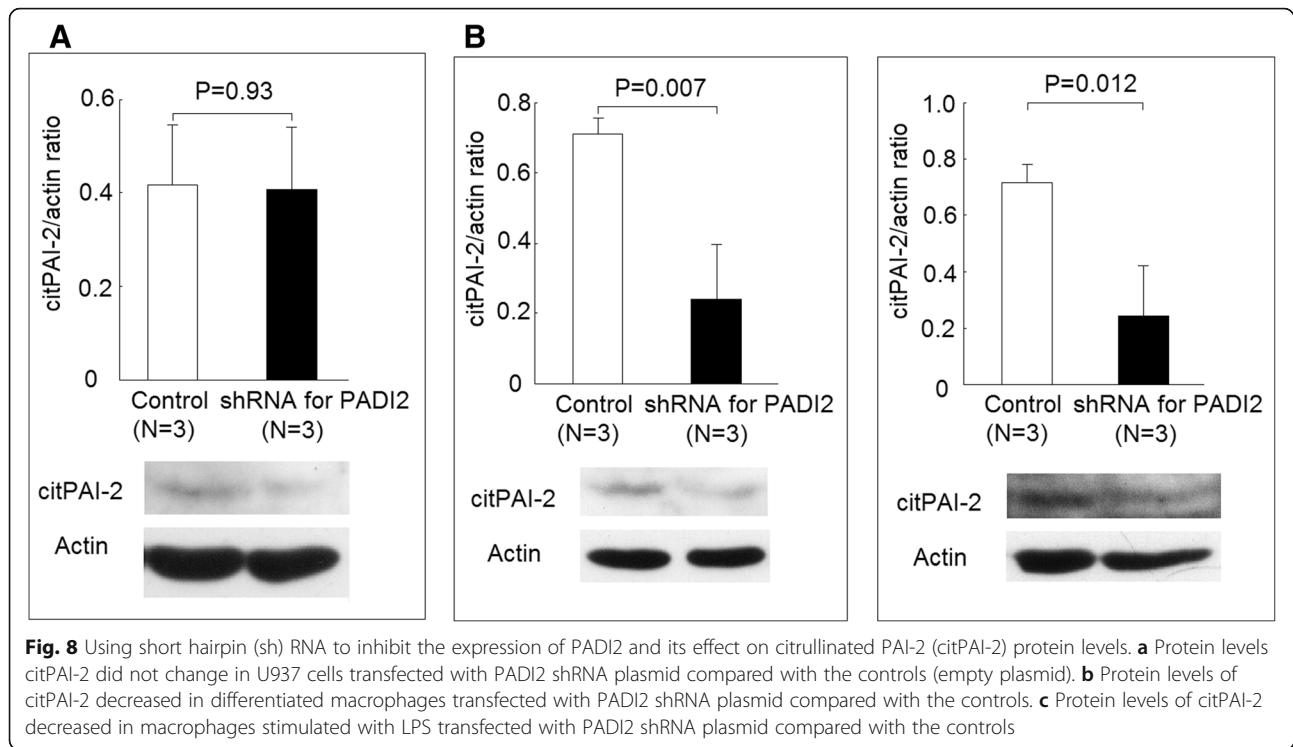 A
B
P=0.93
0.6
0.4
0.2
0
citPAI-2/actin ratio
Control shRNA for PADI2
(N=3) (N=3)
citPAI-2
Actin
P=0.007
0.8
0.6
0.4
0.2
0
citPAI-2/actin ratio
Control shRNA for PADI2
(N=3) (N=3)
citPAI-2
Actin
P=0.012
1.0
0.8
0.6
0.4
0.2
0
citPAI-2/actin ratio
Control shRNA for PADI2
(N=3) (N=3)
citPAI-2
Actin
Fig. 8 Using short hairpin (sh) RNA to inhibit the expression of PADI2 and its effect on citrullinated PAI-2 (citPAI-2) protein levels. a Protein levels
citPAI-2 did not change in U937 cells transfected with PADI2 shRNA plasmid compared with the controls (empty plasmid). b Protein levels of
citPAI-2 decreased in differentiated macrophages transfected with PADI2 shRNA plasmid compared with the controls. c Protein levels of citPAI-2
decreased in macrophages stimulated with LPS transfected with PADI2 shRNA plasmid compared with the controls